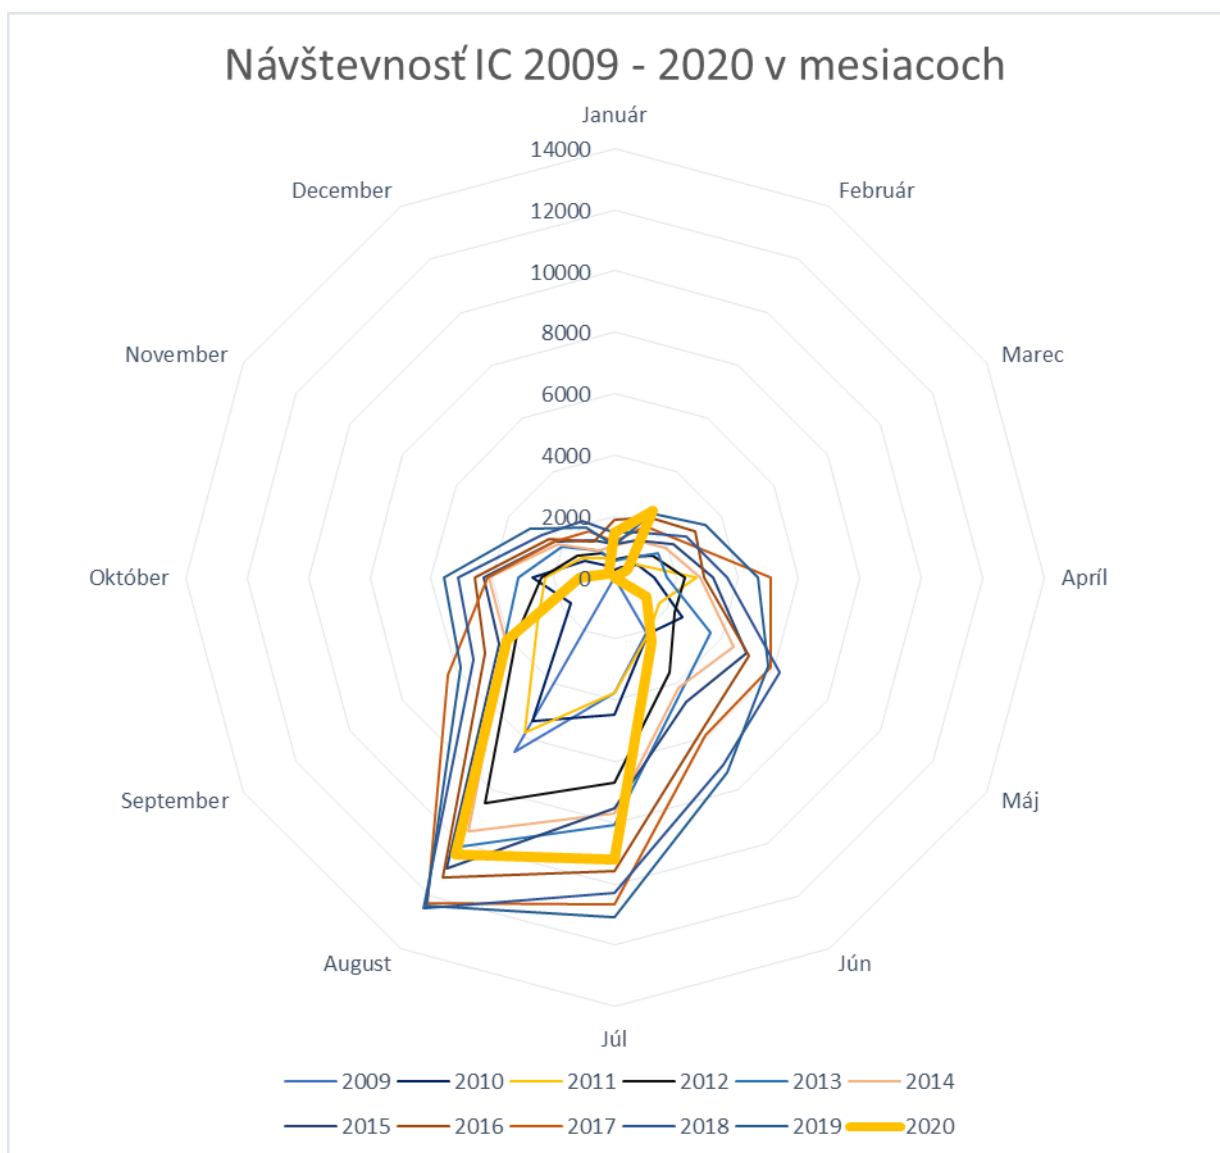 Návštevnosť IC 2009 - 2020 v mesiacoch
Január
14000
December
Február
12000
10000
8000
November
Marec
6000
4000
2000
Október
0
Apríl
September
Máj
August
Jún
Júl
2009 2010 2011 2012 2013 2014
2015 2016 2017 2018 2019 2020